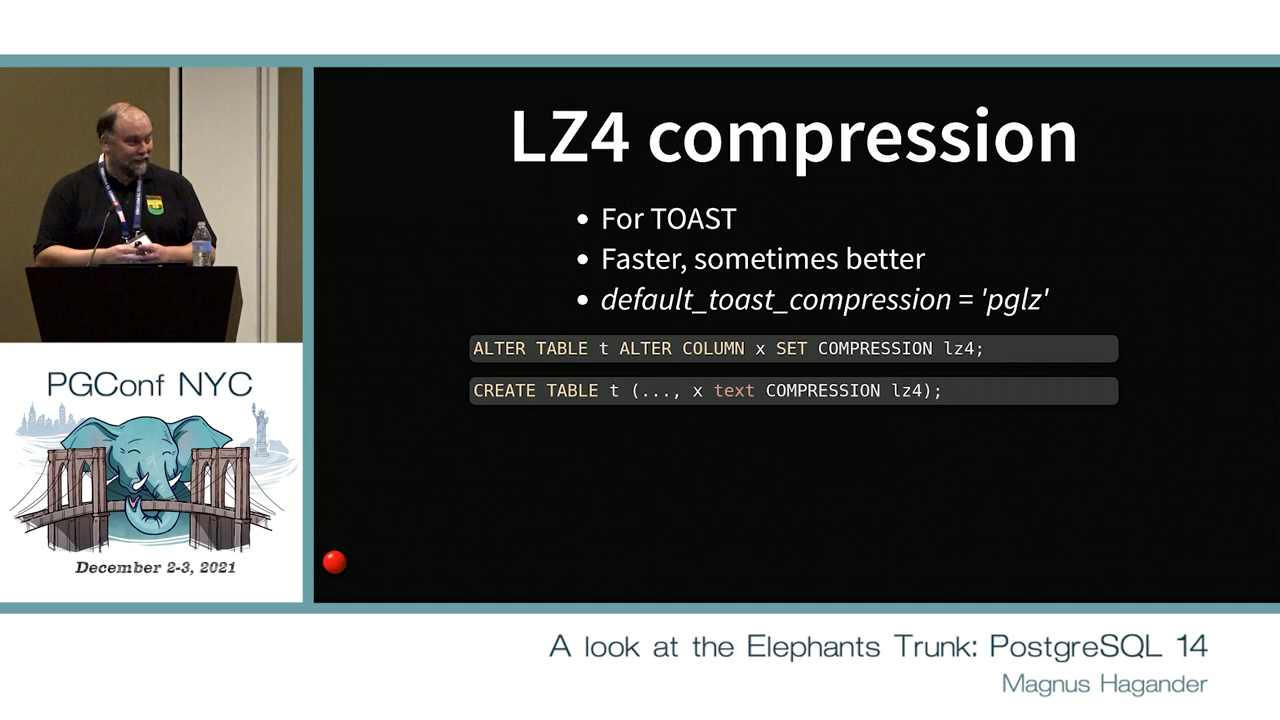 LZ4 compression
• For TOAST
• Faster, sometimes better
• default_toast_compression = 'pglz'
ALTER TABLE t ALTER COLUMN x SET COMPRESSION lz4;
CREATE TABLE t (..., x text COMPRESSION lz4);
PGConf NYC
December 2-3, 2021
A look at the Elephants Trunk: PostgreSQL 14
Magnus Hagander